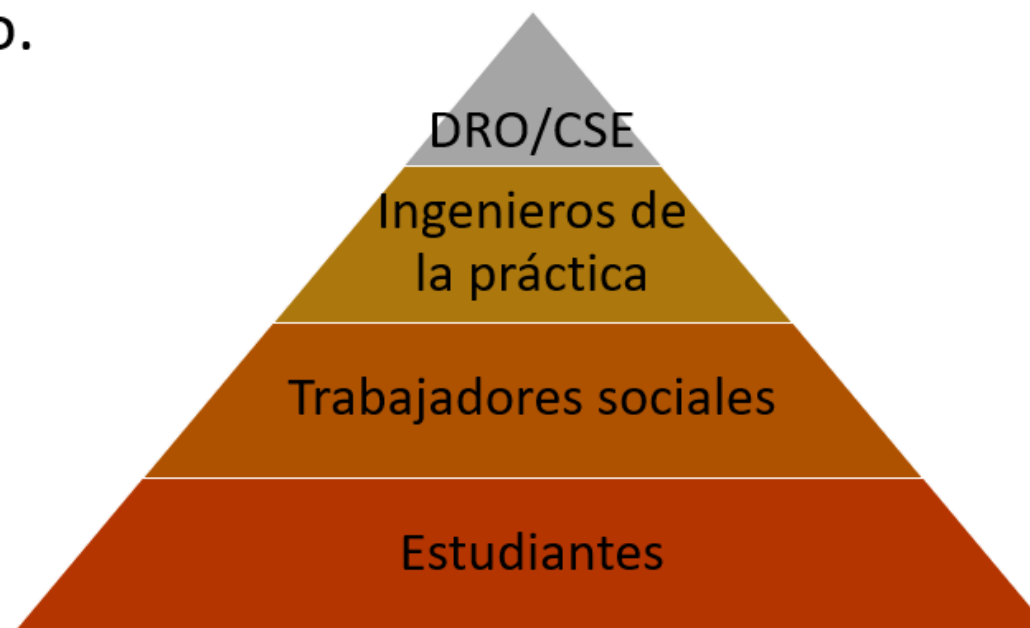 o.
DRO/CSE
Ingenieros de
la práctica
Trabajadores sociales
Estudiantes